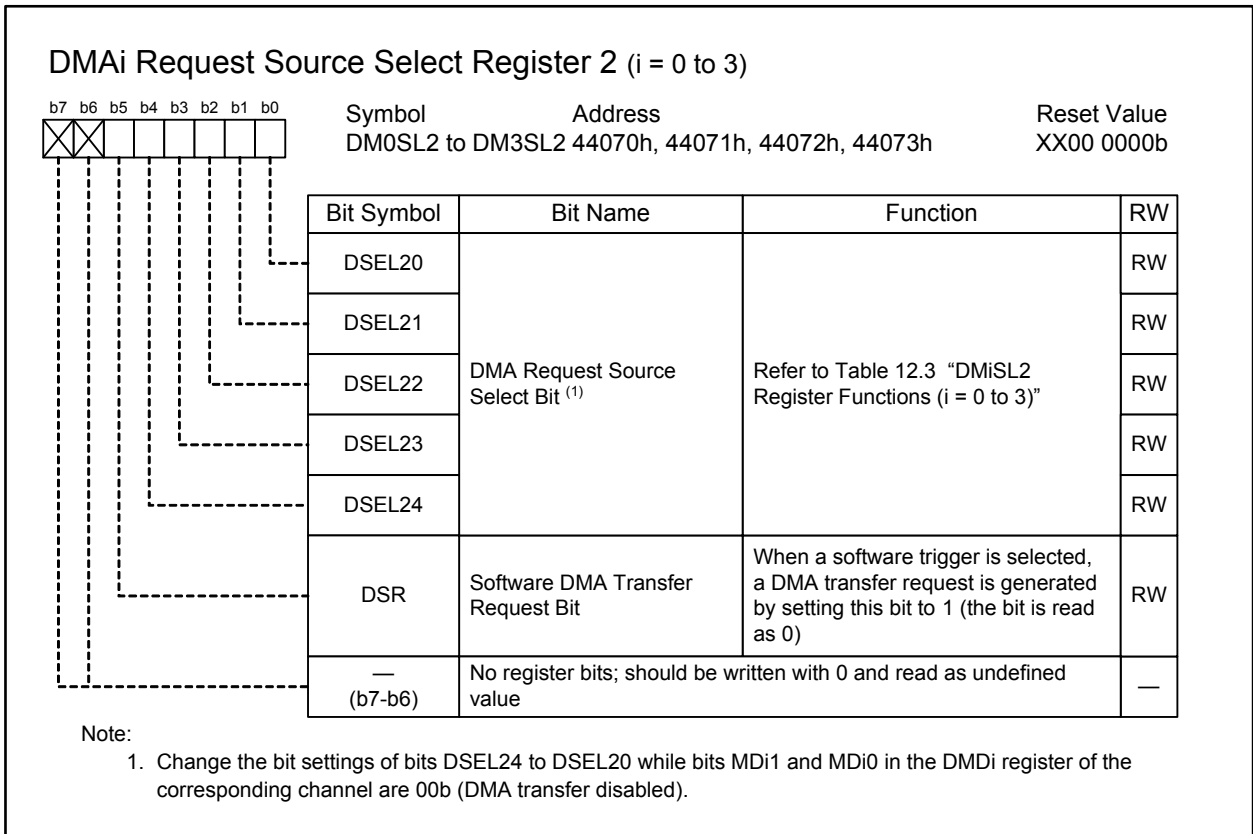 DMAi Request Source Select Register 2 (i = 0 to 3)
b7 b6 b5 b4 b3 b2 b1 b0
Symbol Address Reset Value
DM0SL2 to DM3SL2 44070h, 44071h, 44072h, 44073h XX00 0000b
Bit Symbol Bit Name Function RW
DSEL20 RW
DSEL21 RW
DSEL22 RW
DMA Request Source
Select Bit (1)
Refer to Table 12.3 “DMiSL2
Register Functions (i = 0 to 3)”
DSEL23 RW
DSEL24 RW
DSR
Software DMA Transfer
Request Bit
When a software trigger is selected,
a DMA transfer request is generated
by setting this bit to 1 (the bit is read
as 0)
RW
—
(b7-b6)
No register bits; should be written with 0 and read as undefined
value
—
Note:
1. Change the bit settings of bits DSEL24 to DSEL20 while bits MDi1 and MDi0 in the DMDi register of the
corresponding channel are 00b (DMA transfer disabled).